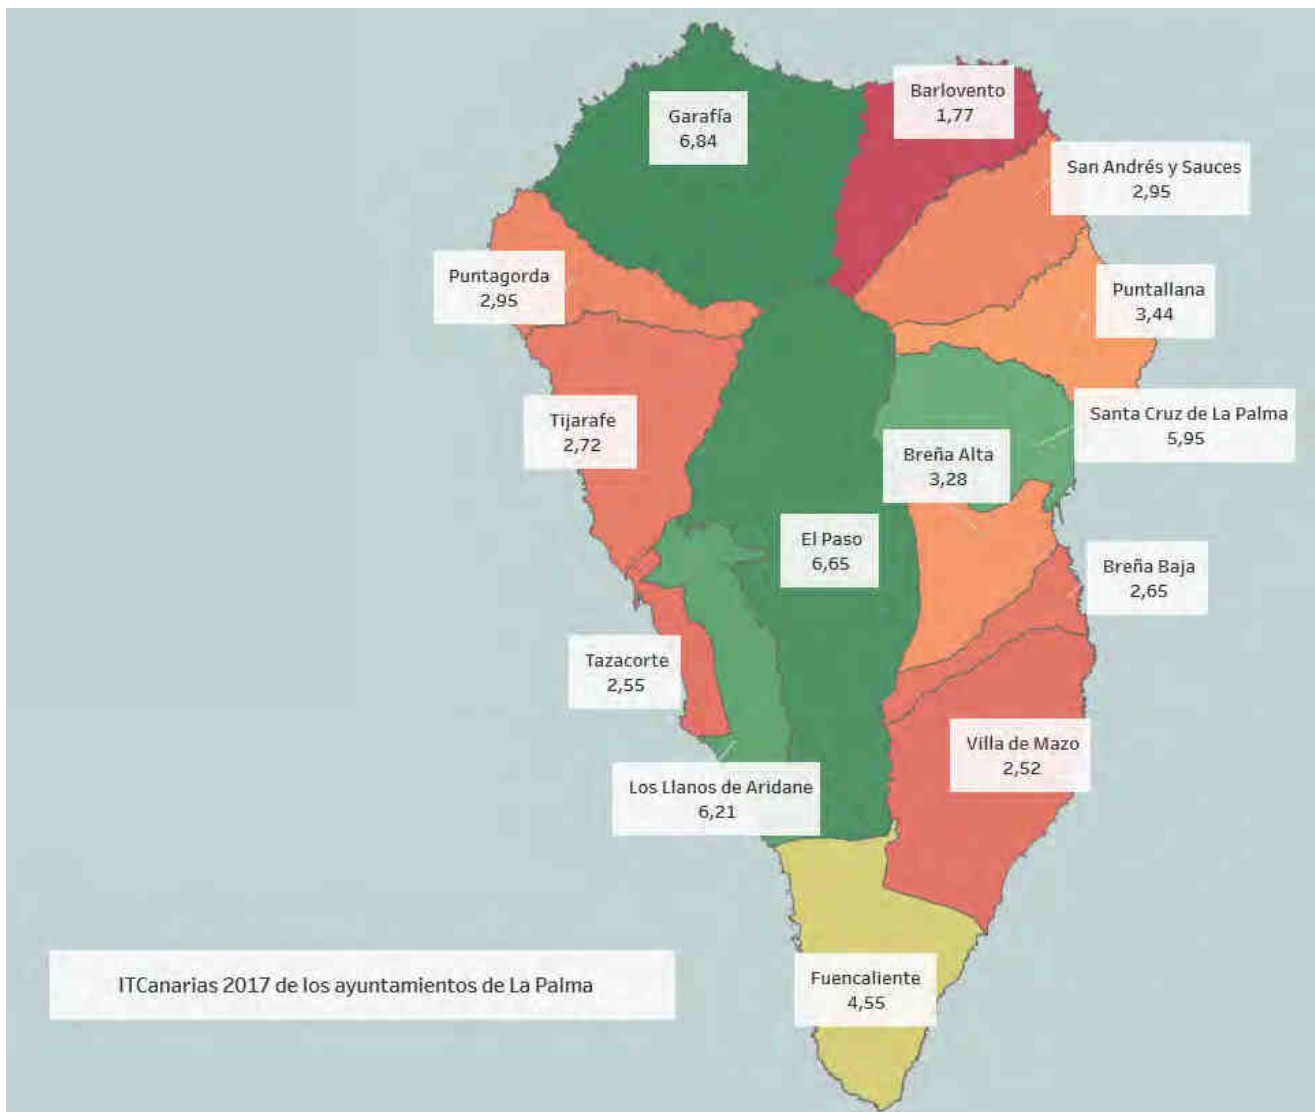 Barlovento
1,77
Garafía
6,84
San Andrés y Sauces
2,95
Puntagorda
2,95
Puntallana
3,44
Tijarafe
2,72
Santa Cruz de La Palma
5,95
Breña Alta
3,28
El Paso
6,65
Breña Baja
2,65
Tazacorte
2,55
Villa de Mazo
2,52
Los Llanos de Aridane
6,21
Fuencaliente
4,55
ITCanarias 2017 de los ayuntamientos de La Palma